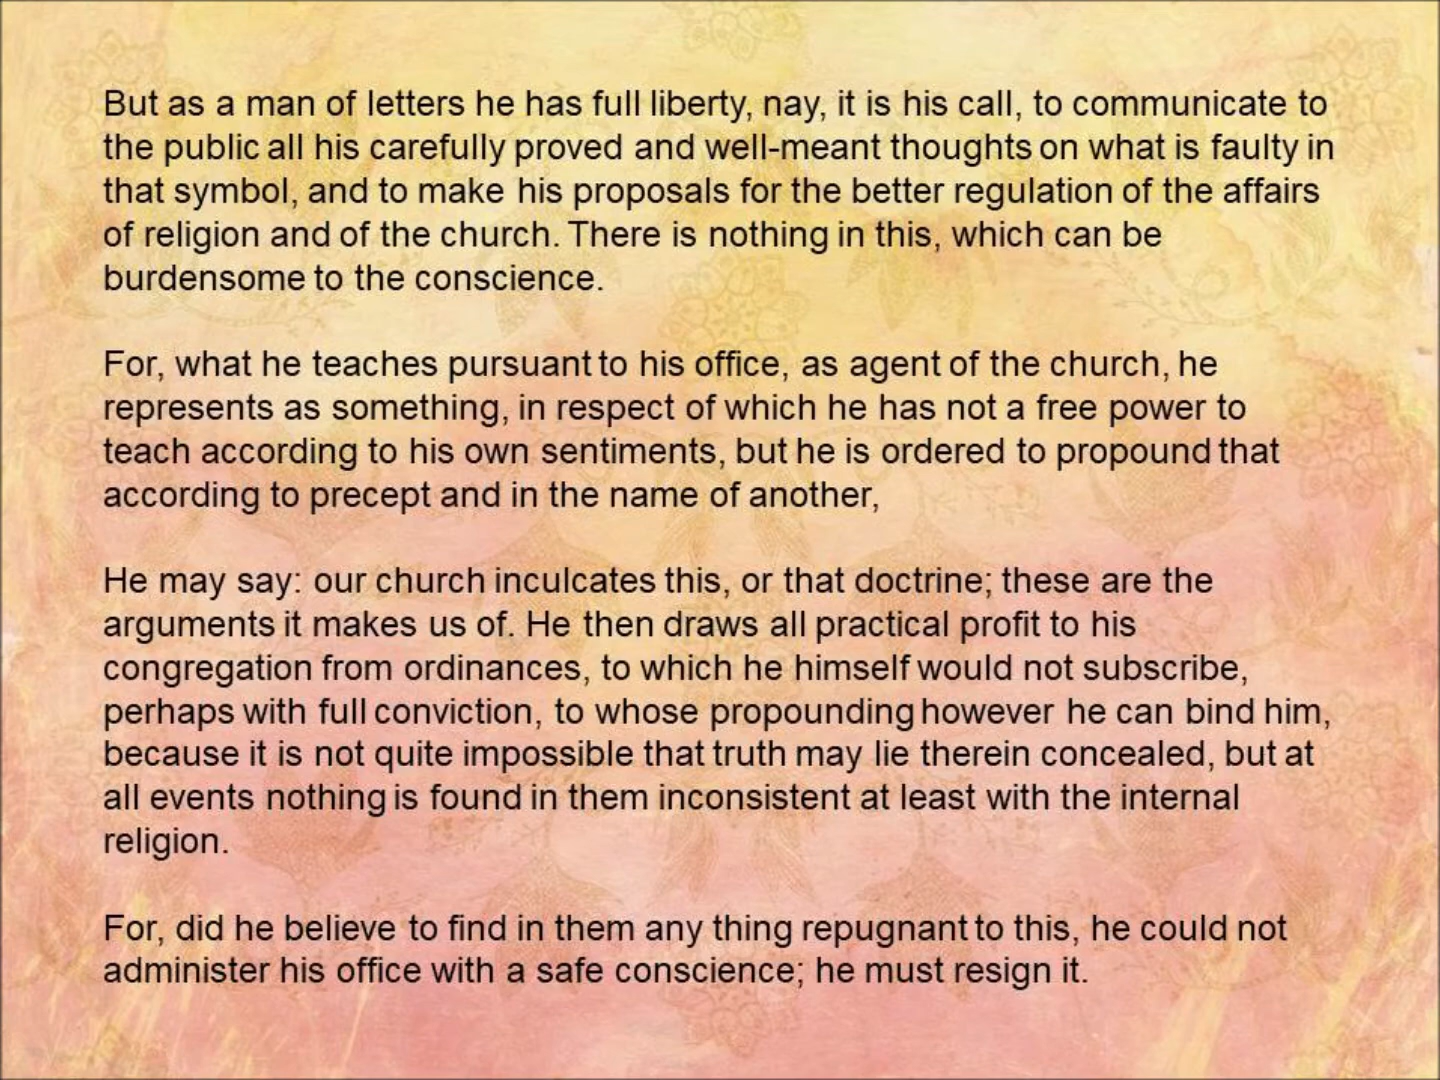 But as a man of letters he has full liberty, nay, it is his call, to communicate to
the public all his carefully proved and well-meant thoughts on what is faulty in
that symbol, and to make his proposals for the better regulation of the affairs
of religion and of the church. There is nothing in this, which can be
burdensome to the conscience.
For, what he teaches pursuant to his office, as agent of the church, he
represents as something, in respect of which he has not a free power to
teach according to his own sentiments, but he is ordered to propound that
according to precept and in the name of another,
He may say: our church inculcates this, or that doctrine; these are the
arguments it makes us of. He then draws all practical profit to his
congregation from ordinances, to which he himself would not subscribe,
perhaps with full conviction, to whose propounding however he can bind him,
because it is not quite impossible that truth may lie therein concealed, but at
all events nothing is found in them inconsistent at least with the internal
religion.
For, did he believe to find in them any thing repugnant to this, he could not
administer his office with a safe conscience; he must resign it.